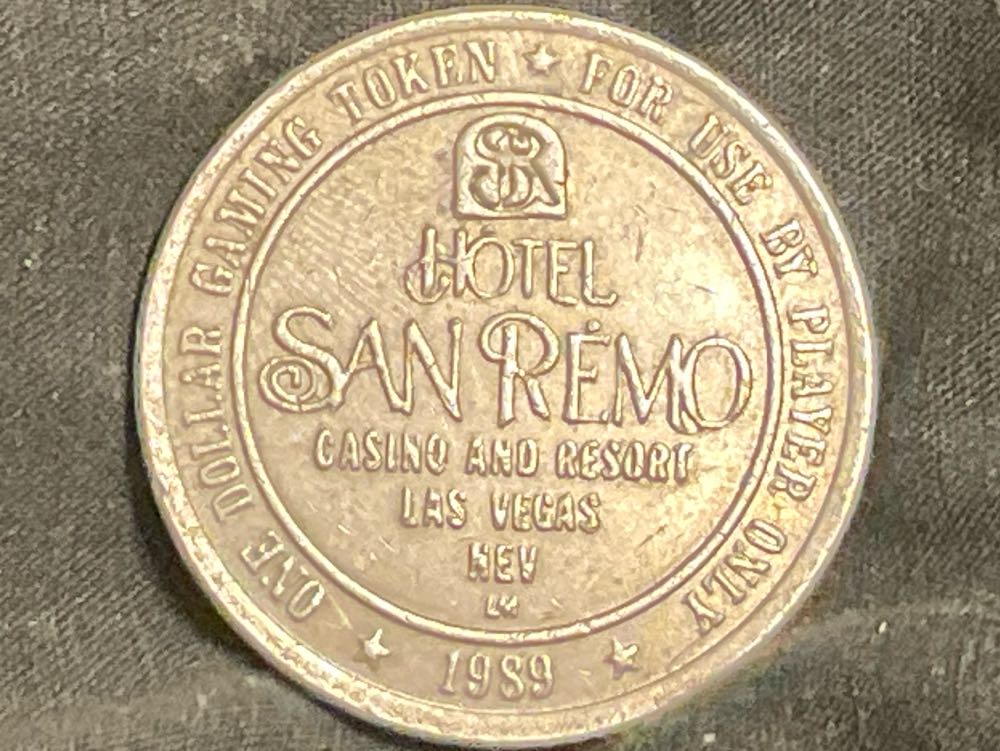 ONE DOLLAR GAMING TOKEN ★ FOR USE BY PLAYER ONLY
SR
HOTEL
SAN REMO
CASINO AND RESORT
LAS VEGAS
NEV
LM
★ 1989 ★